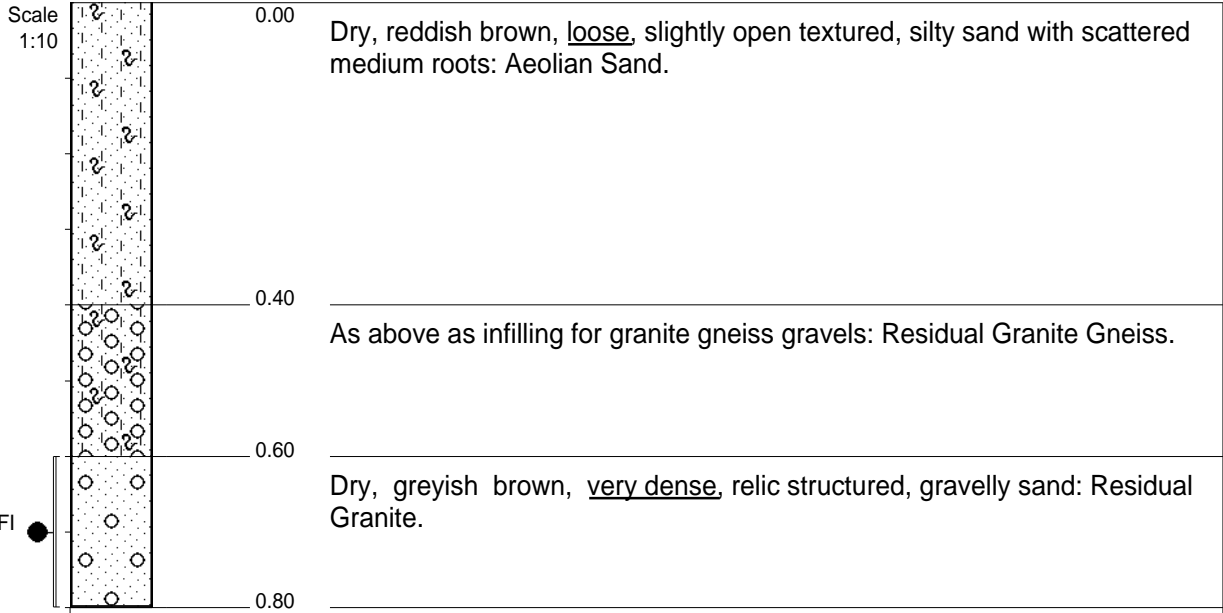 Scale
1:10
0.00
Dry, reddish brown, loose, slightly open textured, silty sand with scattered
medium roots: Aeolian Sand.
0.40
As above as infilling for granite gneiss gravels: Residual Granite Gneiss.
0.60
Dry, greyish brown, very dense, relic structured, gravelly sand: Residual
Granite.
FI
0.80